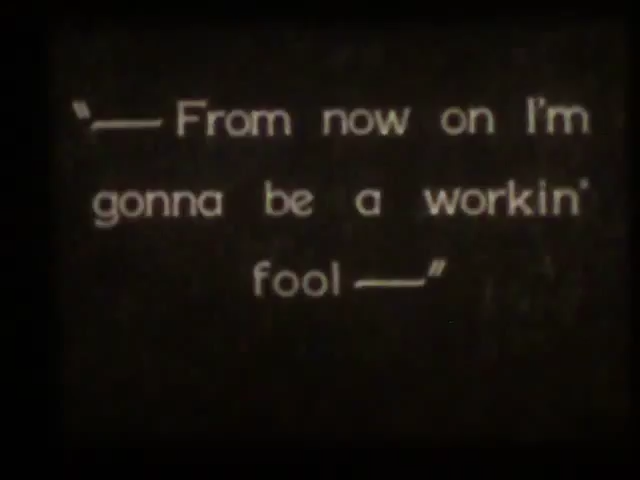 "— From now on I'm
gonna be a workin'
fool —"